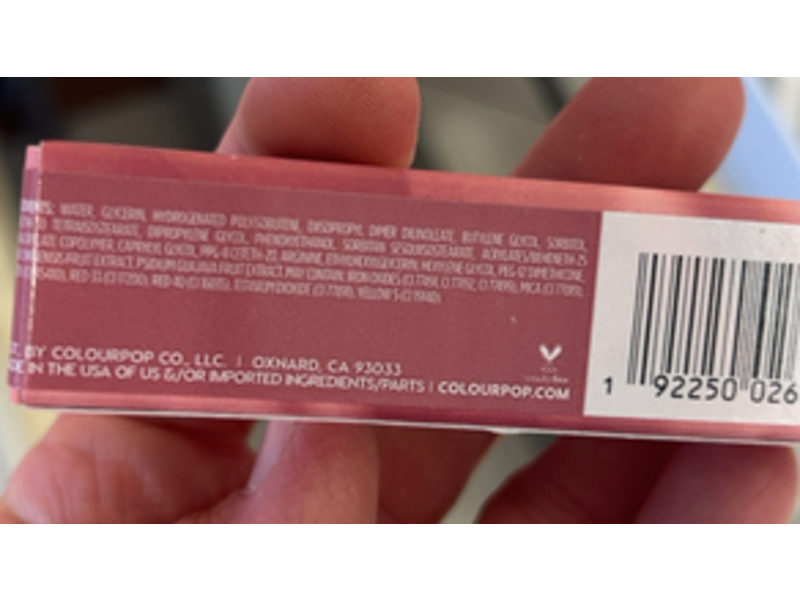 ENTS: WATER, GLYCERIN, HYDROGENATED POLYISOBUTENE, DIISOPROPYL DIMER DILINOLEATE, BUTYLENE GLYCOL, SORBITOL,
TETRAISOSTEARATE, DIPROPYLENE GLYCOL, PHENOXYETHANOL, SORBITAN SESQUIISOSTEARATE, ACRYLATES/BEHENETH-25
COPOLYMER, CAPRYLYL GLYCOL, PPG-8 CETETH-20, ARGININE, ETHYLHEXYLGLYCERIN, HEXYLENE GLYCOL, PEG-12 DIMETHICONE,
FRUIT EXTRACT, PSIDIUM GUAJAVA FRUIT EXTRACT. MAY CONTAIN: IRON OXIDES (CI 77491, CI 77492, CI 77499), MICA (CI 77019),
RED 33 (CI 17200), RED 40 (CI 16035), TITANIUM DIOXIDE (CI 77891), YELLOW 5 (CI 19140).
BY COLOURPOP CO., LLC. | OXNARD, CA 93033
IN THE USA OF US &/OR IMPORTED INGREDIENTS/PARTS | COLOURPOP.COM
1 92250 026